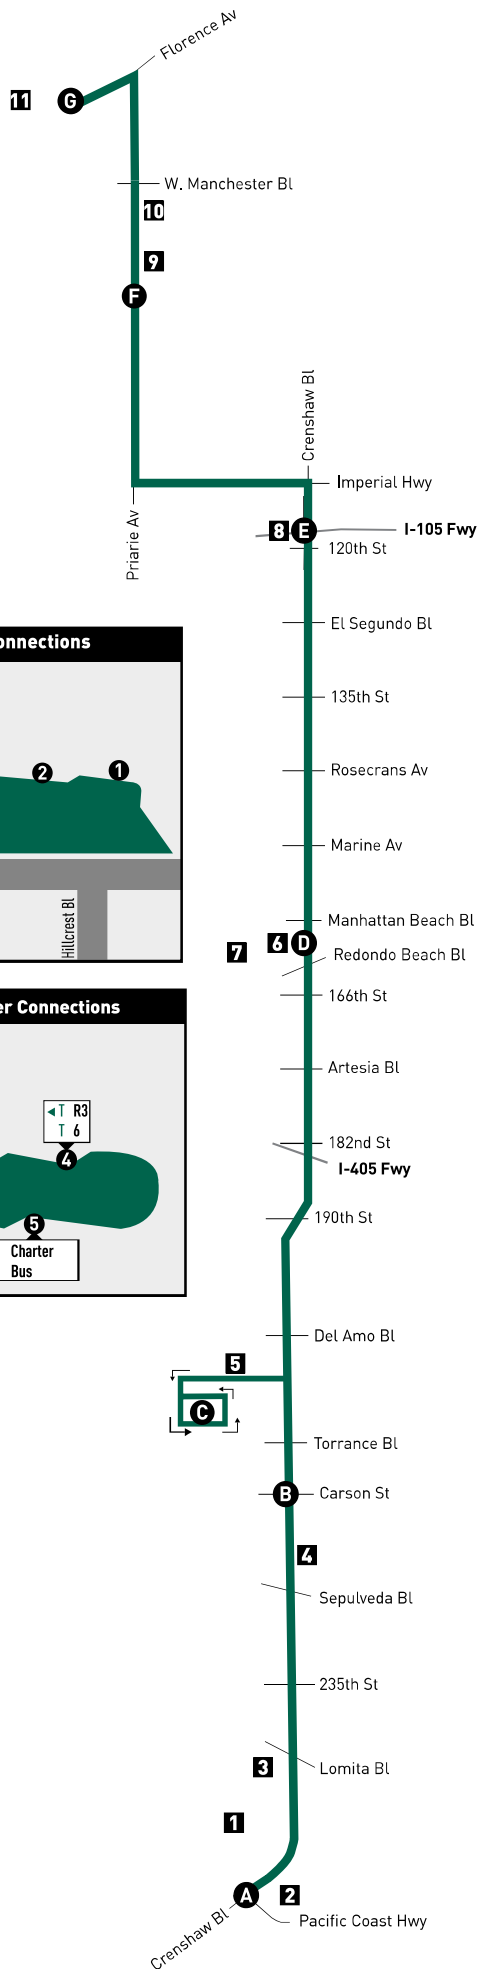 Florence Av
11
G
W. Manchester Bl
10
9
F
Crenshaw Bl
Imperial Hwy
Priarie Av
8
E
I-105 Fwy
120th St
El Segundo Bl
onnections
135th St
2
1
Rosecrans Av
Marine Av
Hillcrest Bl
Manhattan Beach Bl
6
D
7
Redondo Beach Bl
166th St
er Connections
Artesia Bl
T R3
T 6
4
182nd St
I-405 Fwy
5
190th St
Charter
Bus
Del Amo Bl
5
C
Torrance Bl
B
Carson St
4
Sepulveda Bl
235th St
3
Lomita Bl
1
A
2
Crenshaw Bl
Pacific Coast Hwy